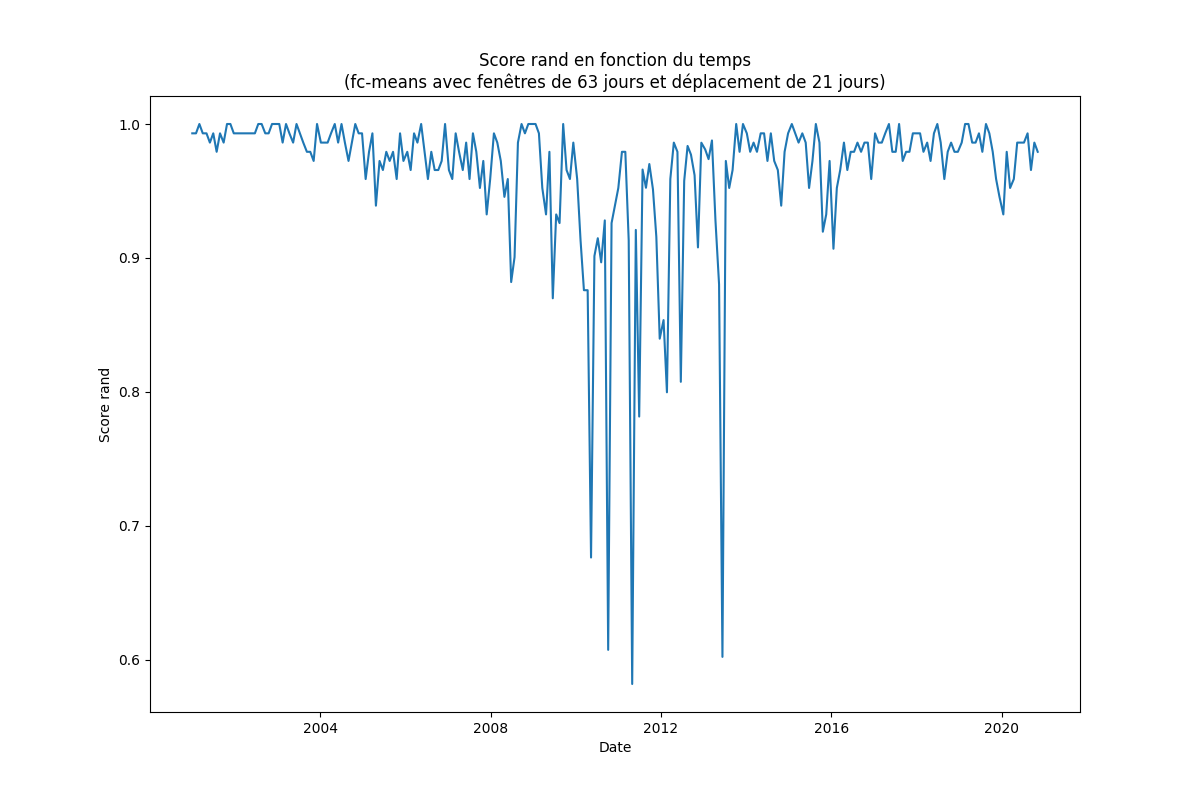 Score rand en fonction du temps
(fc-means avec fenêtres de 63 jours et déplacement de 21 jours)
1.0
0.9
0.8
0.7
0.6
Score rand
2004
2008
2012
2016
2020
Date